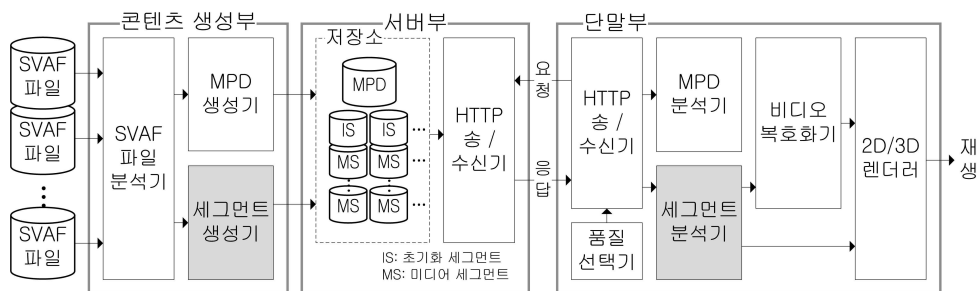 콘텐츠 생성부
서버부
단말부
SVAF
파일
SVAF
파일
SVAF
파일
SVAF
파일
분석기
MPD
생성기
세그먼트
생성기
저장소
MPD
IS
IS
MS
MS
MS
MS
HTTP
송 /
수신기
IS: 초기화 세그먼트
MS: 미디어 세그먼트
요청
응답
HTTP
송 /
수신기
품질
선택기
MPD
분석기
세그먼트
분석기
비디오
복호화기
2D/3D
렌더러
재생